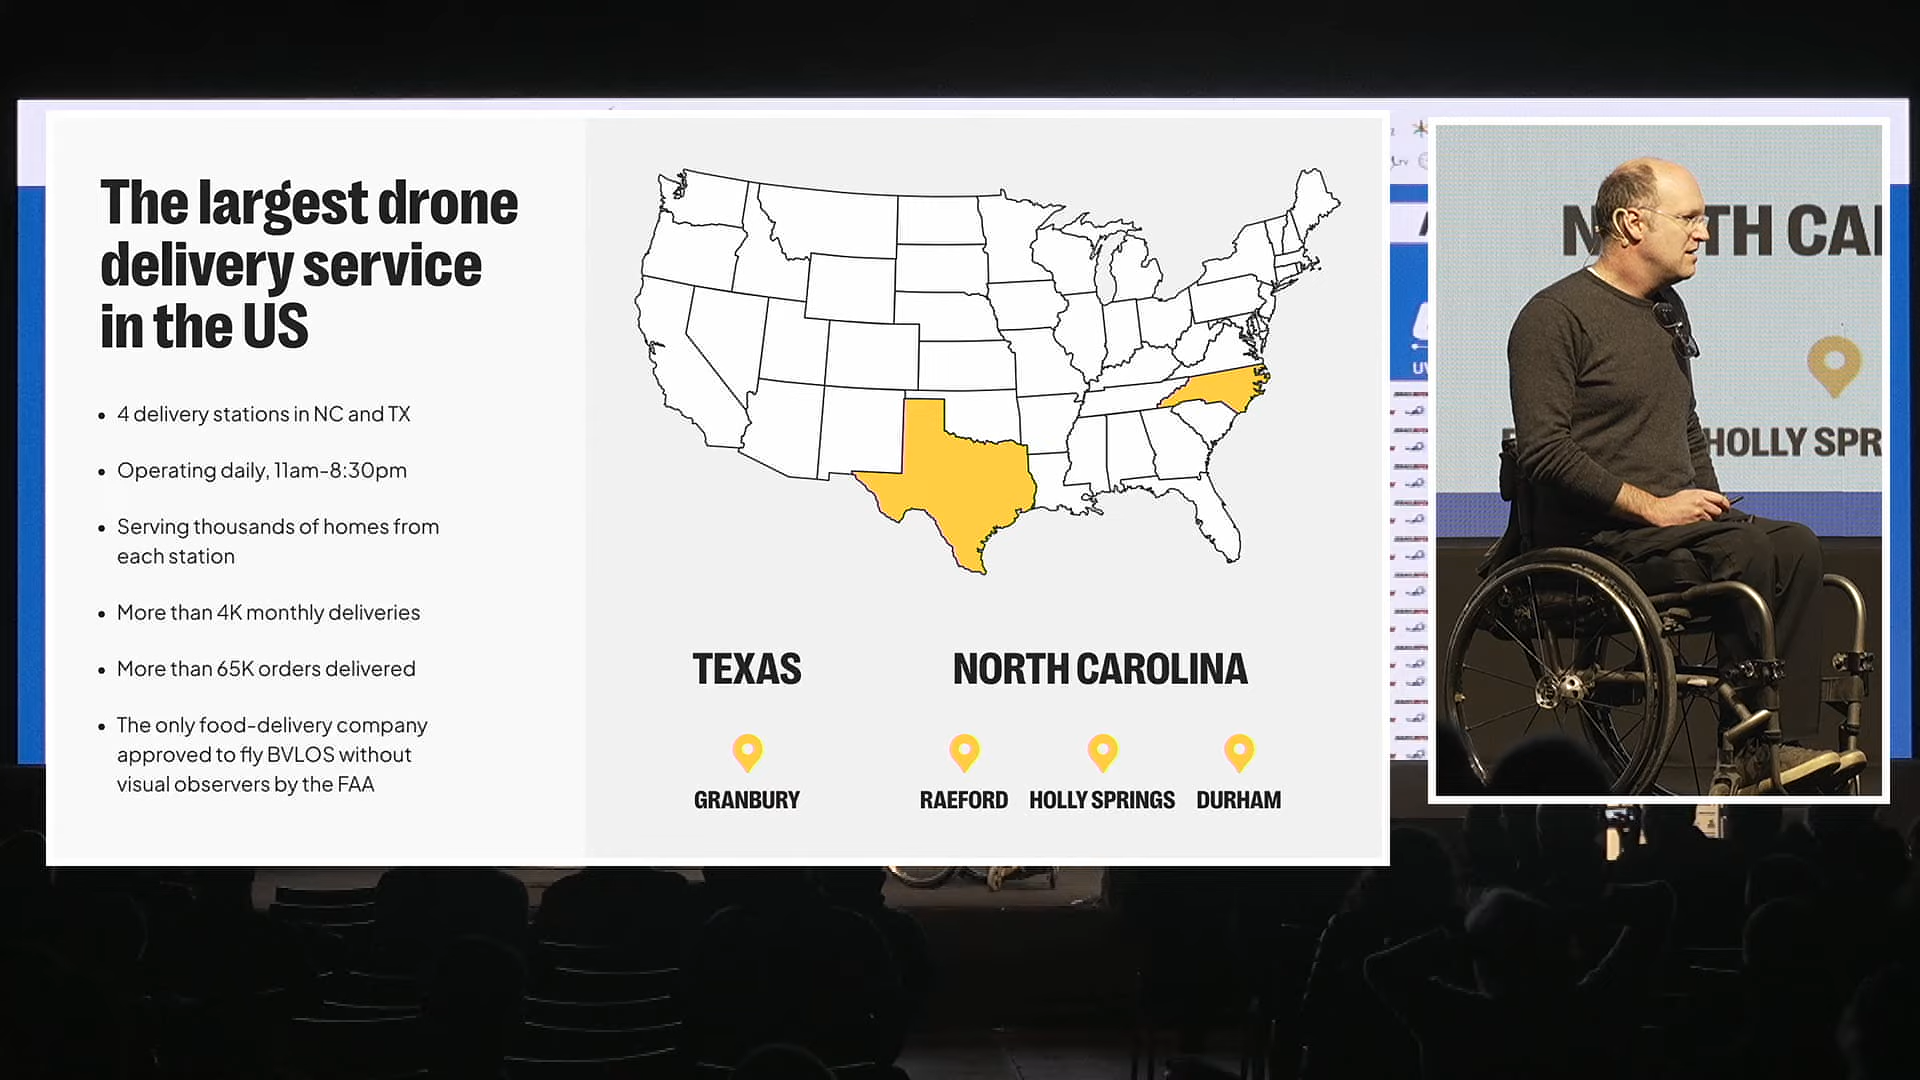 The largest drone
delivery service
in the US
4 delivery stations in NC and TX
Operating daily, 11am-8:30pm
Serving thousands of homes from
each station
More than 4K monthly deliveries
More than 65K orders delivered
The only food-delivery company
approved to fly BVLOS without
visual observers by the FAA
TEXAS
NORTH CAROLINA
GRANBURY
RAEFORD
HOLLY SPRINGS
DURHAM
HOLLY SPR